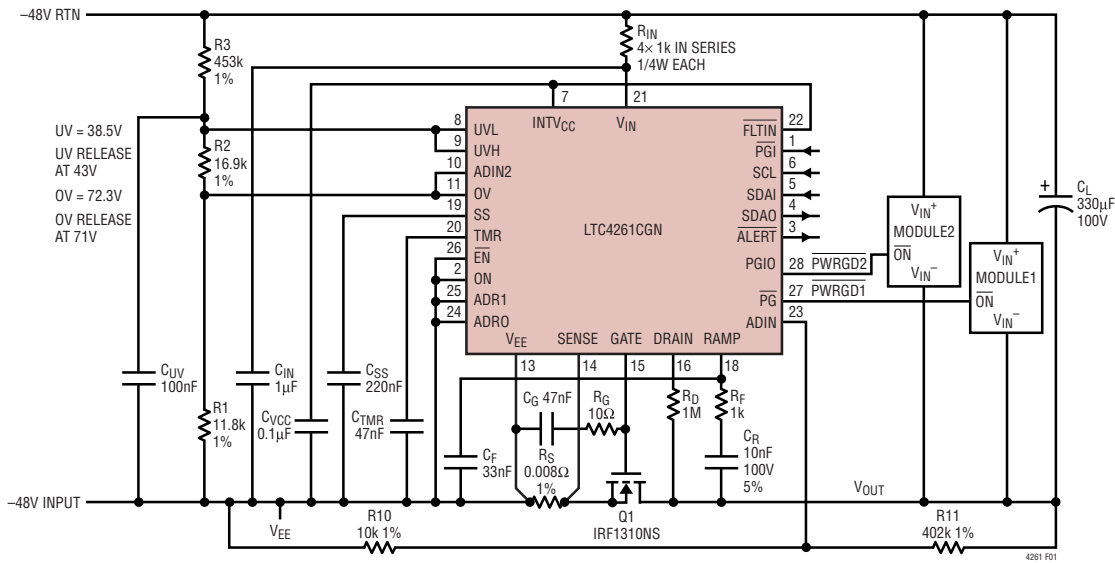 –48V RTN
R3
453k
1%
RIN
4× 1k IN SERIES
1/4W EACH
UV = 38.5V
UV RELEASE
AT 43V
OV = 72.3V
OV RELEASE
AT 71V
R2
16.9k
1%
R1
11.8k
1%
8
9
10
11
19
20
26
2
25
24
7
21
UVL
UVH
ADIN2
OV
SS
TMR
EN
ON
ADR1
ADR0
INTVCC
VIN
LTC4261CGN
FLTIN
PGI
SCL
SDAI
SDAO
ALERT
PGIO
PG
ADIN
22
1
6
5
4
3
28 PWRGD2
27 PWRGD1
23
VEE
SENSE
GATE
DRAIN
RAMP
13
14
15
16
18
VIN+
MODULE2
ON
VIN–
VIN+
MODULE1
ON
VIN–
+
CL
330µF
100V
CUV
100nF
CIN
1µF
CVCC
0.1µF
CSS
220nF
CTMR
47nF
CF
33nF
CG 47nF
RG
10Ω
RS
0.008Ω
1%
RD
1M
RF
1k
CR
10nF
100V
5%
–48V INPUT
VEE
Q1
IRF1310NS
VOUT
R10
10k 1%
R11
402k 1%
4261 F01